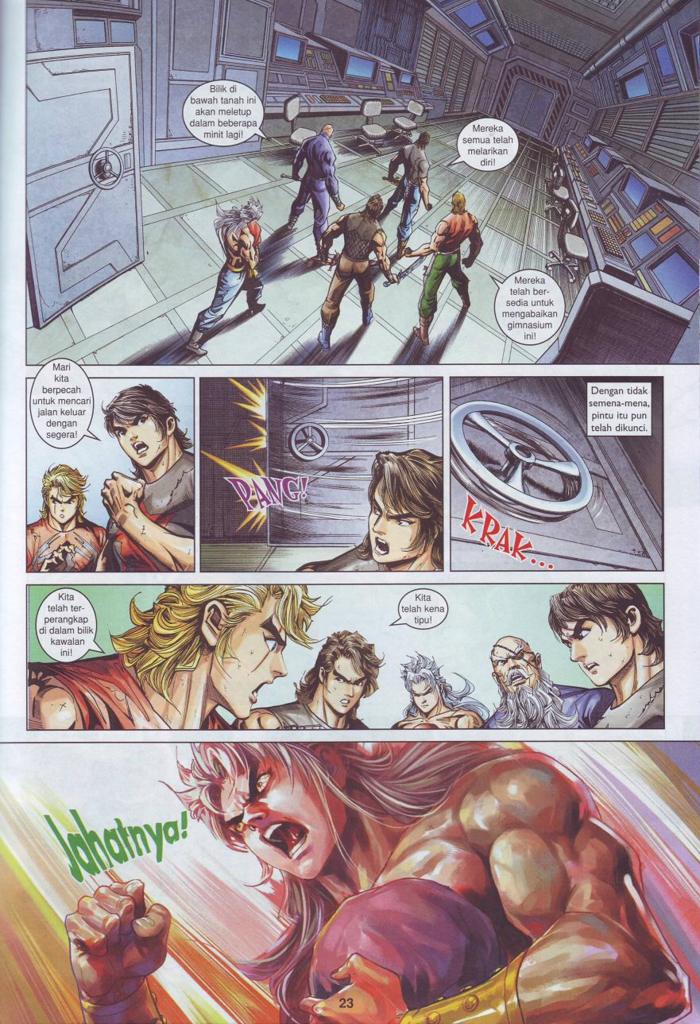 Bilik di
bawah tanah ini
akan meletup
dalam beberapa
minit lagi!
Mereka
semua telah
melarikan
diri!
Mereka
telah ber-
sedia untuk
mengabaikan
gimnasium
ini!
Mari
kita
berpecah
untuk mencari
jalan keluar
dengan
segera!
PANG!
Dengan tidak
semena-mena,
pintu itu pun
telah dikunci.
KRAK...
Kita
telah ter-
perangkap
di dalam bilik
kawalan
ini!
Kita
telah kena
tipu!
Jahatnya!
23